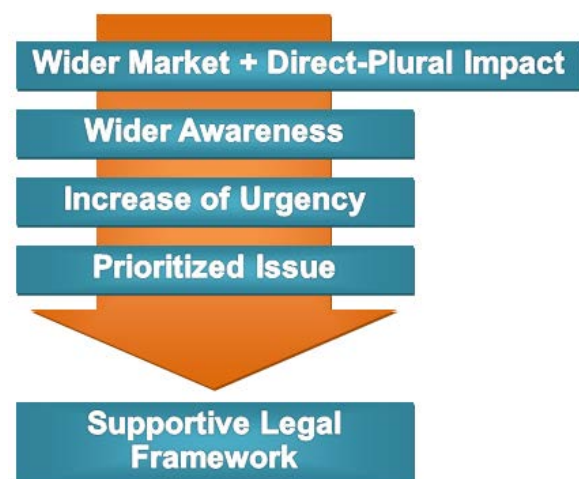 Wider Market + Direct-Plural Impact
Wider Awareness
Increase of Urgency
Prioritized Issue
Supportive Legal
Framework